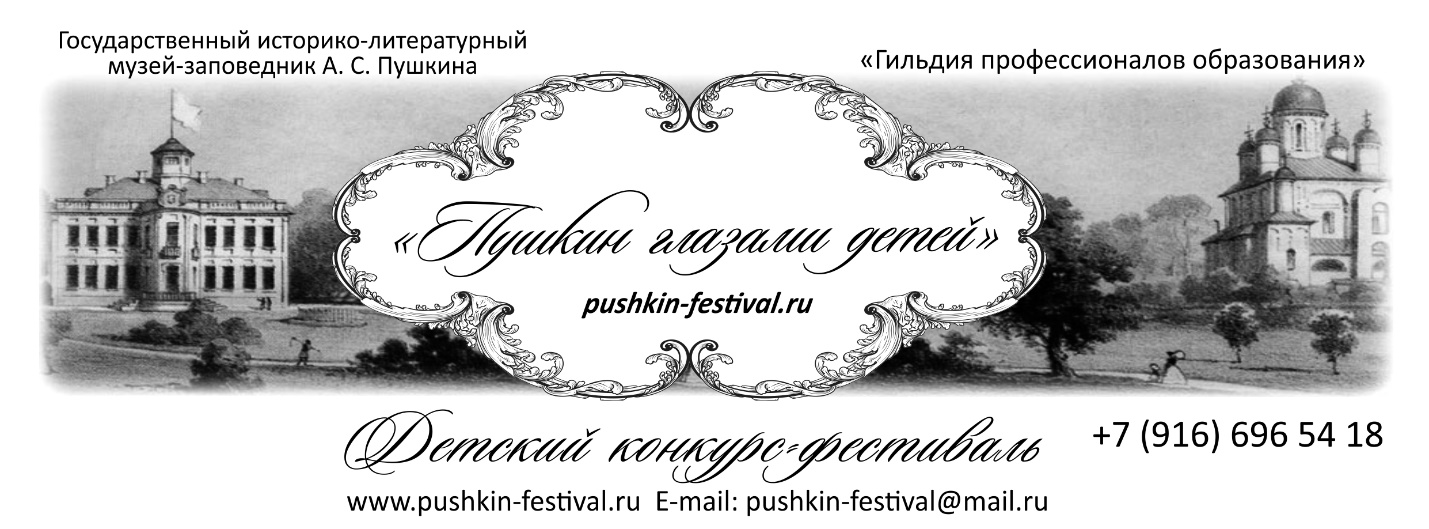 Государственный историко-литературный
музей-заповедник А. С. Пушкина
«Гильдия профессионалов образования»
«Пушкин глазами детей»
pushkin-festival.ru
Детский конкурс-фестиваль
+7 (916) 696 54 18
www.pushkin-festival.ru E-mail: pushkin-festival@mail.ru